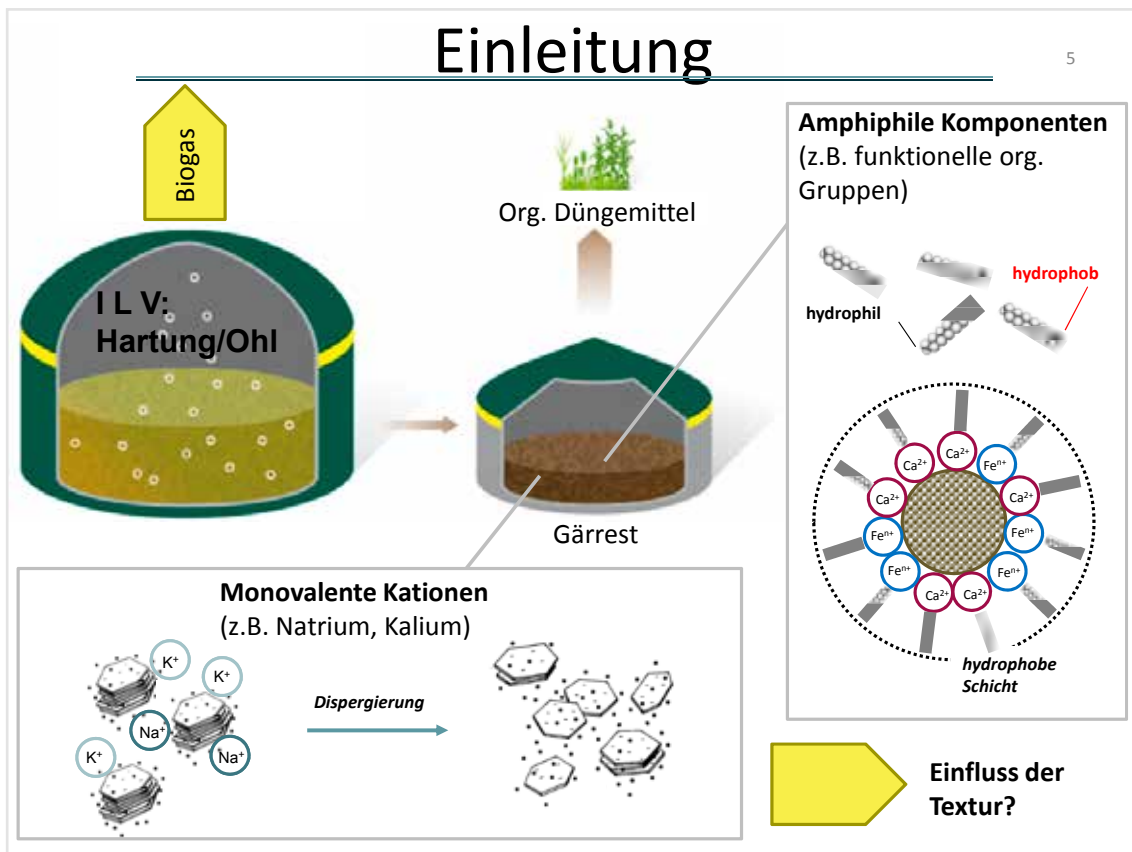 Einleitung
5
Biogas
I L V:
Hartung/Ohl
Org. Düngemittel
Gärrest
Amphiphile Komponenten
(z.B. funktionelle org.
Gruppen)
hydrophob
hydrophil
Ca²⁺
Ca²⁺
Feⁿ⁺
Ca²⁺
Ca²⁺
Feⁿ⁺
Feⁿ⁺
Feⁿ⁺
Feⁿ⁺
Ca²⁺
Ca²⁺
hydrophobe
Schicht
Monovalente Kationen
(z.B. Natrium, Kalium)
K⁺
K⁺
Na⁺
K⁺
Na⁺
Dispergierung
Einfluss der
Textur?